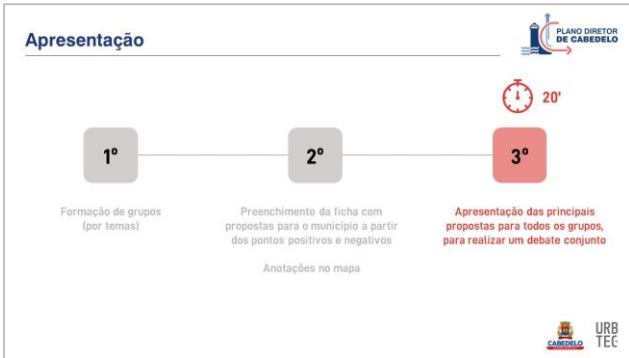 Apresentação
PLANO DIRETOR
DE CABEDELO
20'
1º
2º
3º
Formação de grupos
(por temas)
Preenchimento da ficha com
propostas para o município a partir
dos pontos positivos e negativos
Anotações no mapa
Apresentação das principais
propostas para todos os grupos,
para realizar um debate conjunto
CABEDELO
URB
TEC